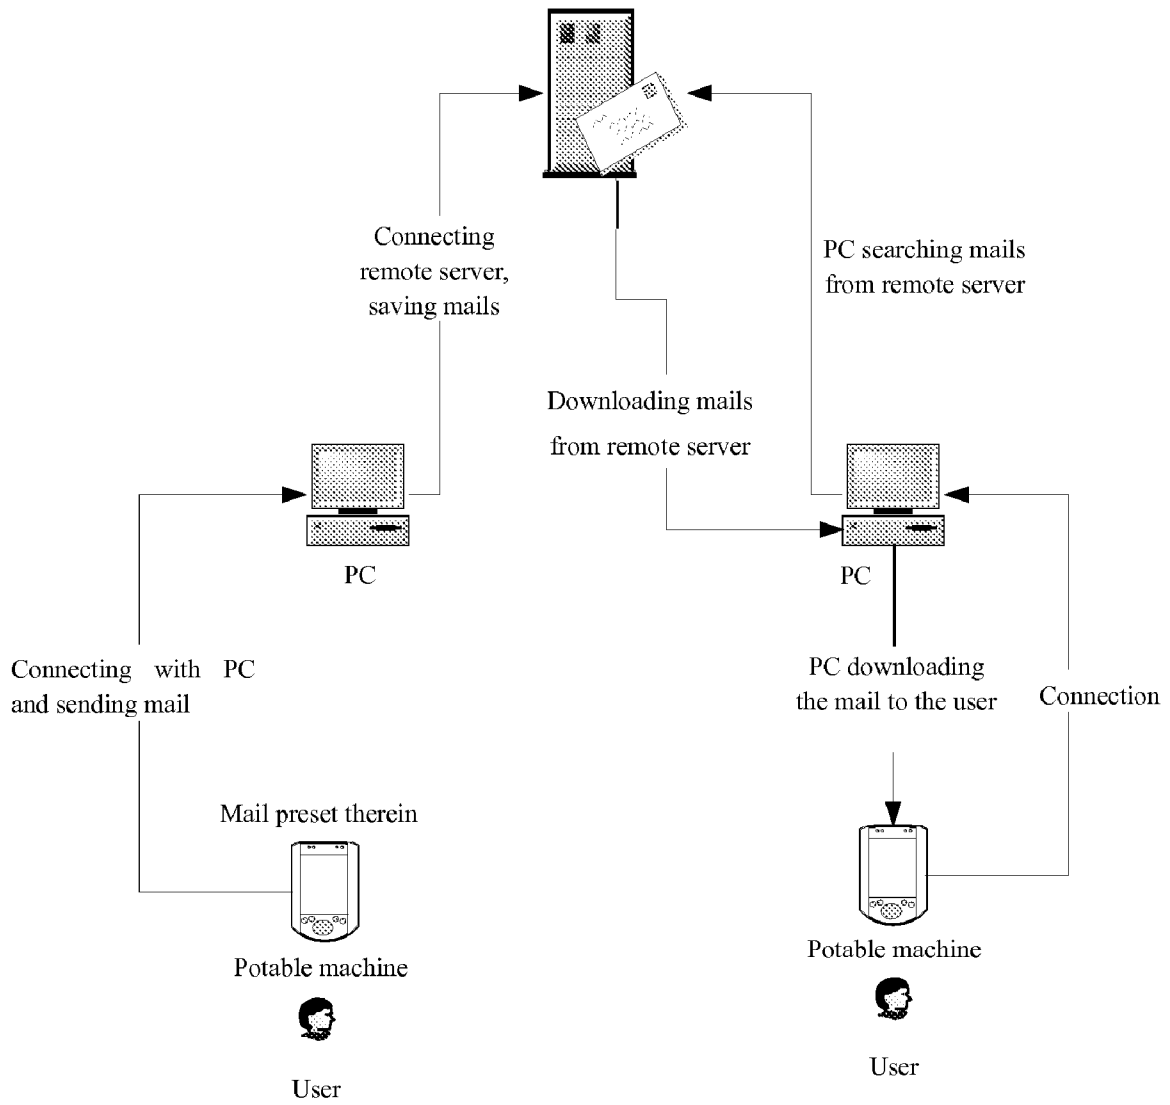 Connecting
remote server,
saving mails
PC searching mails
from remote server
Downloading mails
from remote server
PC
PC
Connecting with PC
and sending mail
PC downloading
the mail to the user
Connection
Mail preset therein
Potable machine
Potable machine
User
User